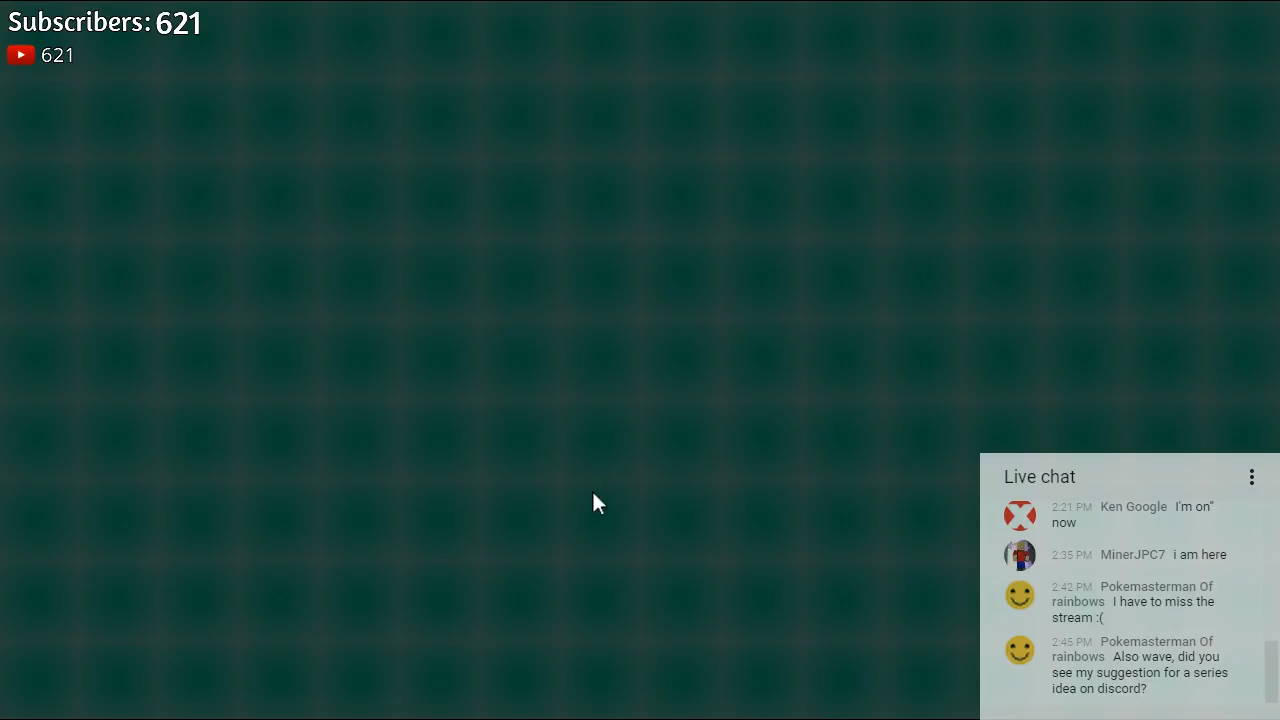 Subscribers: 621
621
Live chat
2:21 PM Ken Google I'm on"
now
2:35 PM MinerJPC7 i am here
2:42 PM Pokemasterman Of
rainbows I have to miss the
stream :(
2:45 PM Pokemasterman Of
rainbows Also wave, did you
see my suggestion for a series
idea on discord?